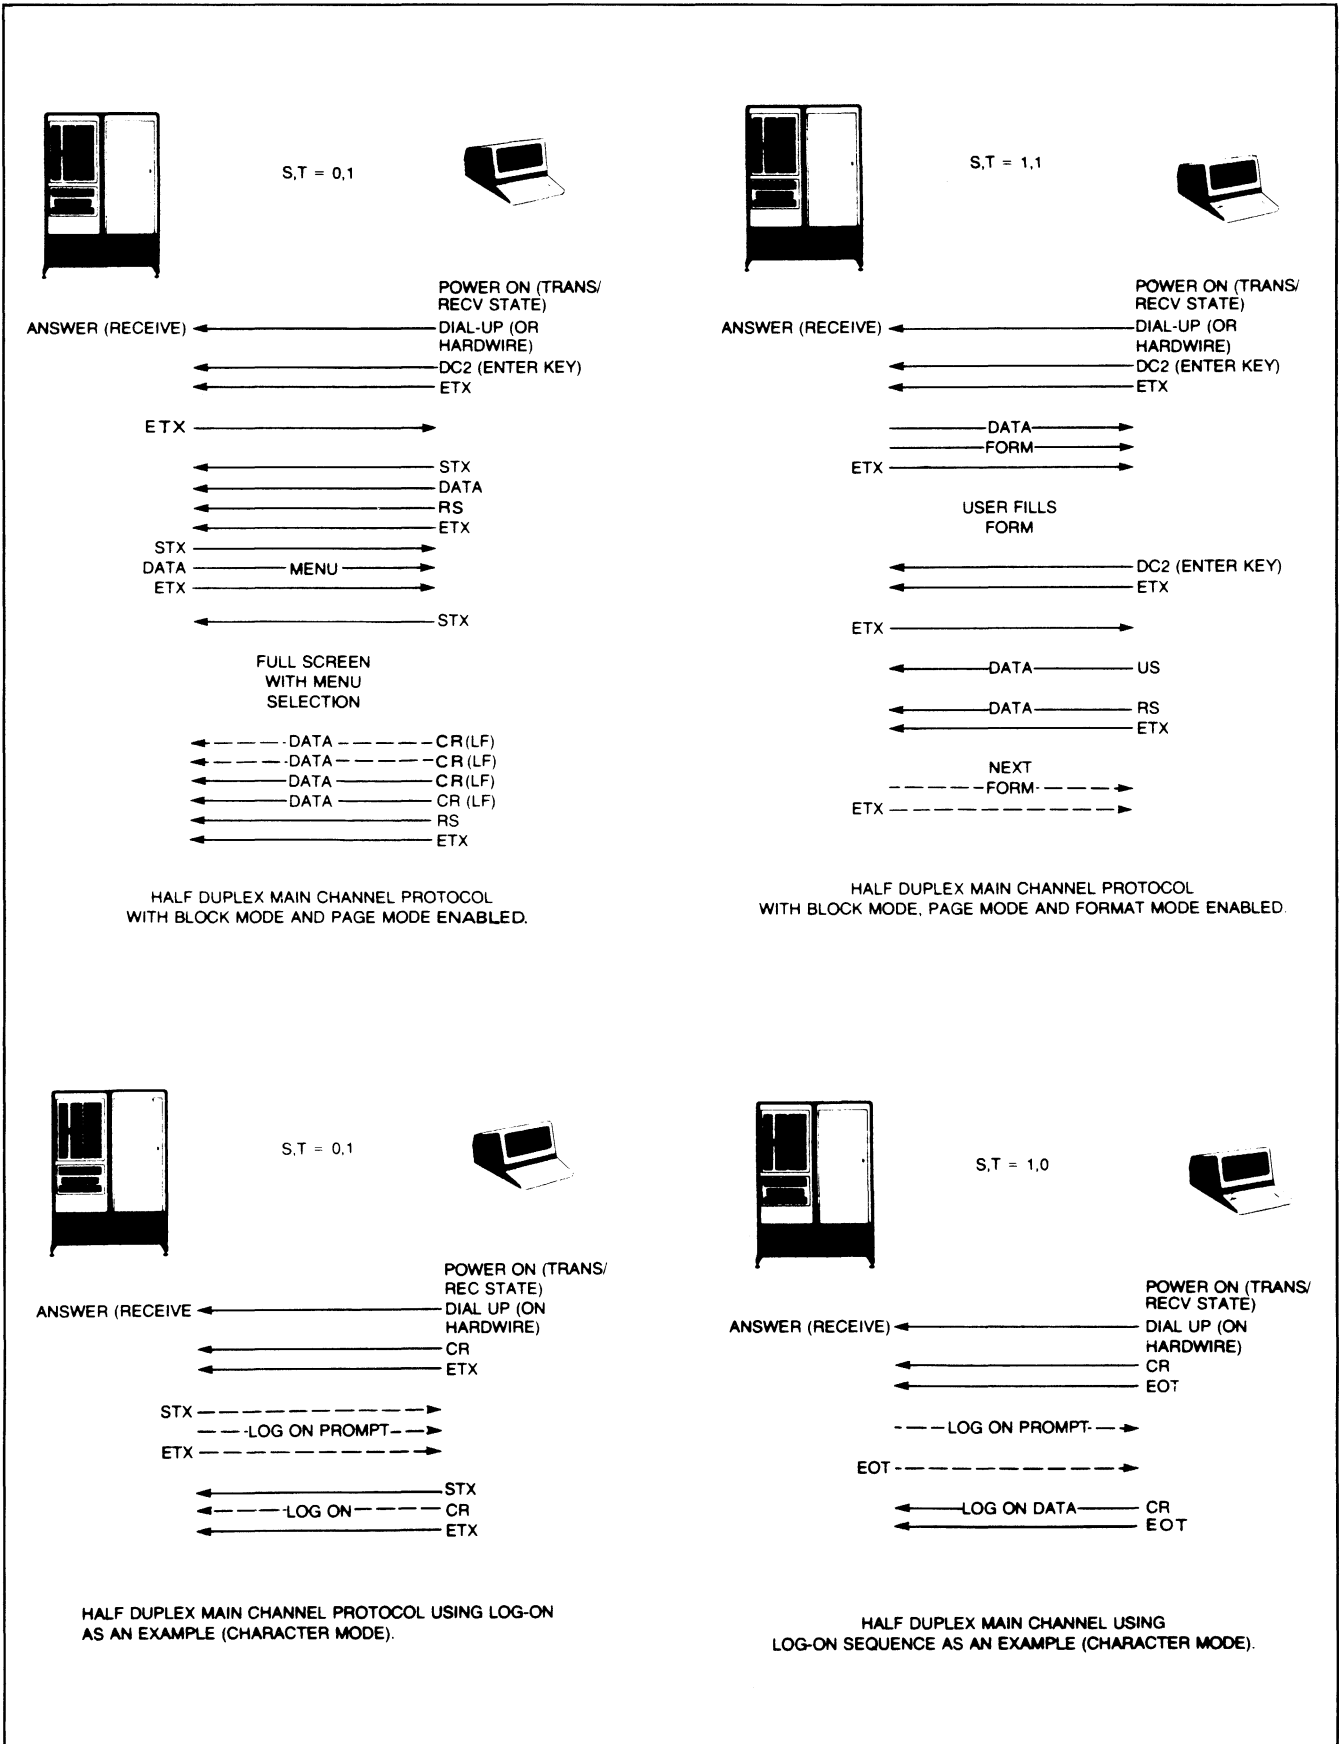 S,T = 0,1
POWER ON (TRANS/
RECV STATE)
ANSWER (RECEIVE) DIAL-UP (OR
HARDWIRE)
DC2 (ENTER KEY)
ETX
ETX
STX
DATA
RS
ETX
STX
DATA MENU
ETX
STX
FULL SCREEN
WITH MENU
SELECTION
DATA CR(LF)
DATA CR(LF)
DATA CR(LF)
DATA CR (LF)
RS
ETX
HALF DUPLEX MAIN CHANNEL PROTOCOL
WITH BLOCK MODE AND PAGE MODE ENABLED.
S,T = 1,1
POWER ON (TRANS/
RECV STATE)
ANSWER (RECEIVE) DIAL-UP (OR
HARDWIRE)
DC2 (ENTER KEY)
ETX
DATA
FORM
ETX
USER FILLS
FORM
DC2 (ENTER KEY)
ETX
ETX
DATA US
DATA RS
ETX
NEXT
FORM
ETX
HALF DUPLEX MAIN CHANNEL PROTOCOL
WITH BLOCK MODE, PAGE MODE AND FORMAT MODE ENABLED.
S,T = 0,1
POWER ON (TRANS/
REC STATE)
ANSWER (RECEIVE DIAL UP (ON
HARDWIRE)
CR
ETX
STX
LOG ON PROMPT
ETX
STX
LOG ON CR
ETX
HALF DUPLEX MAIN CHANNEL PROTOCOL USING LOG-ON
AS AN EXAMPLE (CHARACTER MODE).
S,T = 1,0
POWER ON (TRANS/
RECV STATE)
ANSWER (RECEIVE) DIAL UP (ON
HARDWIRE)
CR
EOT
LOG ON PROMPT
EOT
LOG ON DATA CR
EOT
HALF DUPLEX MAIN CHANNEL USING
LOG-ON SEQUENCE AS AN EXAMPLE (CHARACTER MODE).